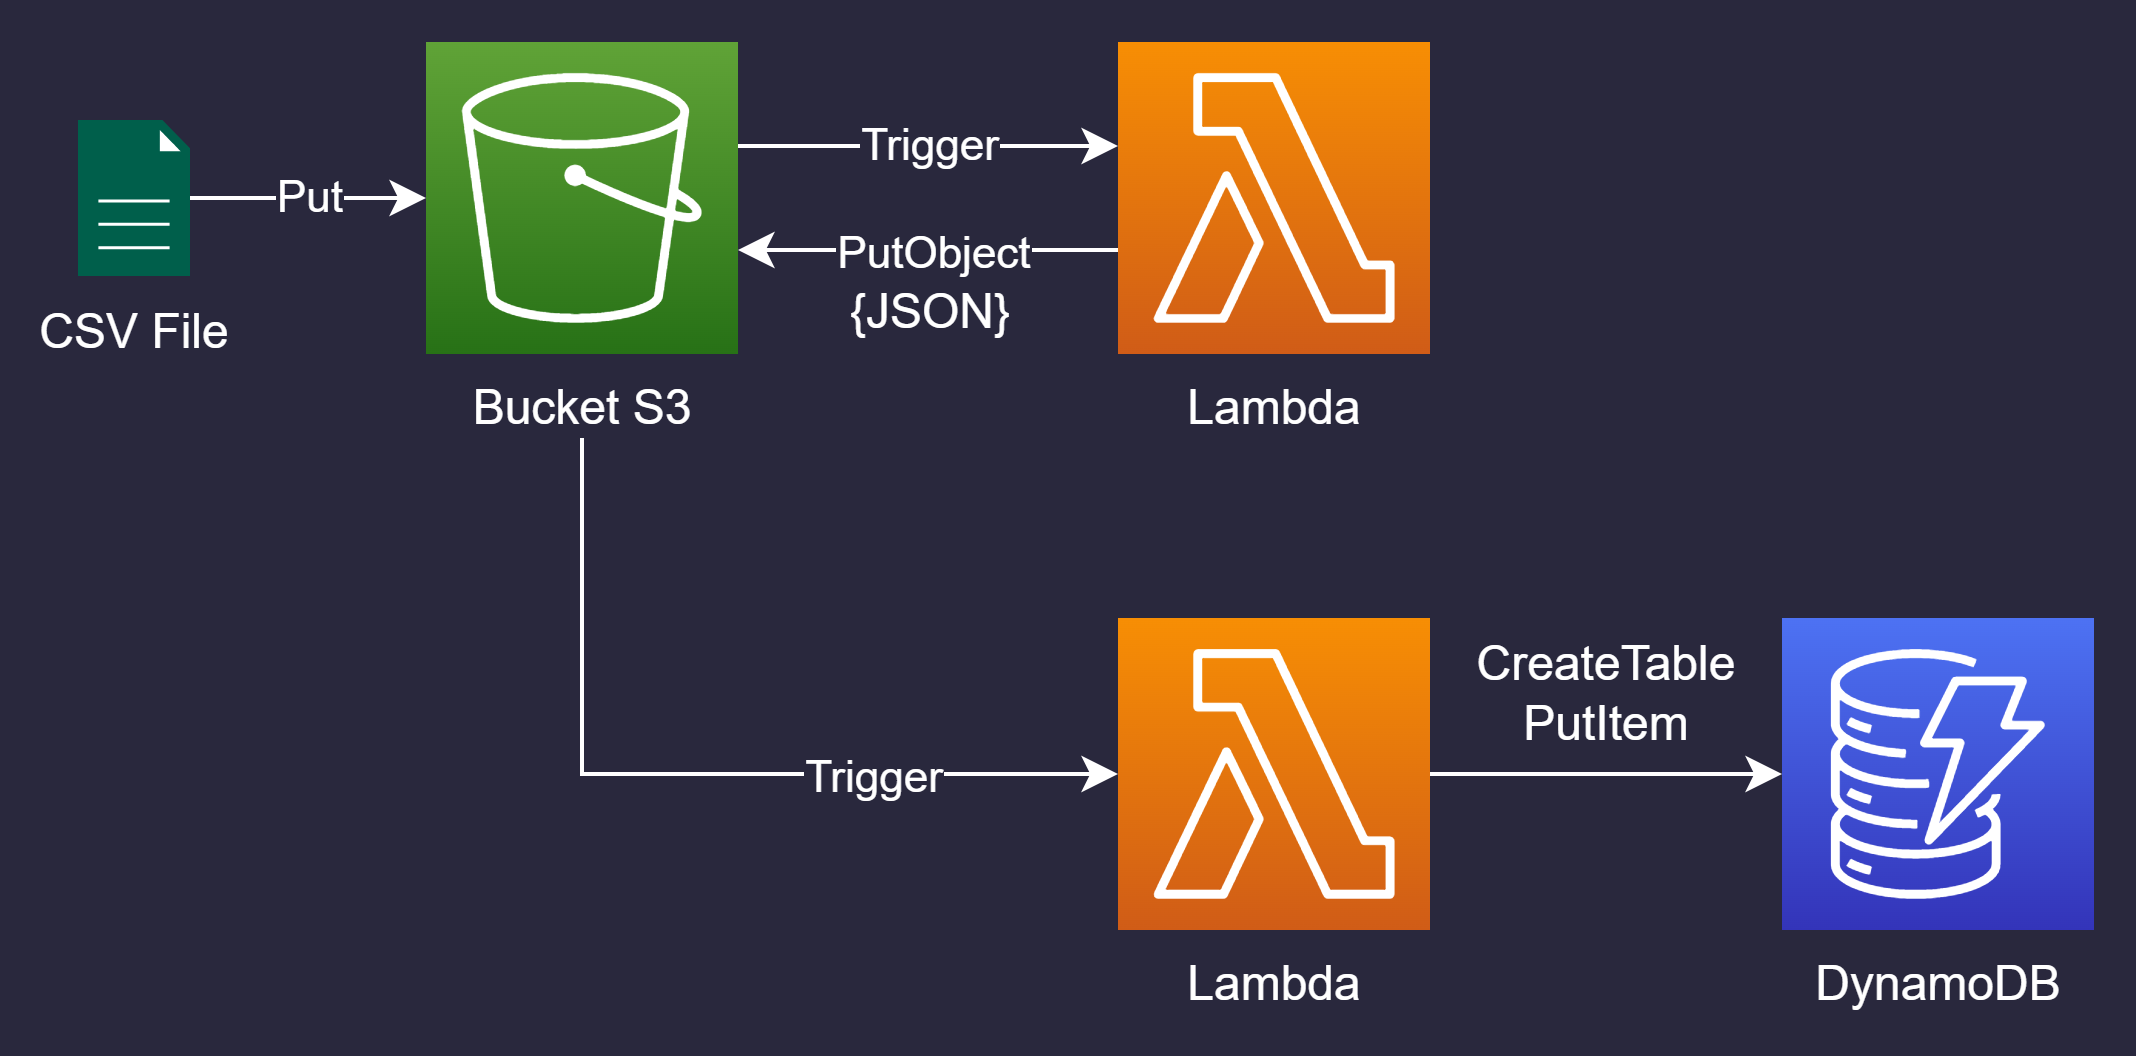 Put
CSV File
Trigger
PutObject
{JSON}
Bucket S3
Lambda
Trigger
CreateTable
PutItem
Lambda
DynamoDB